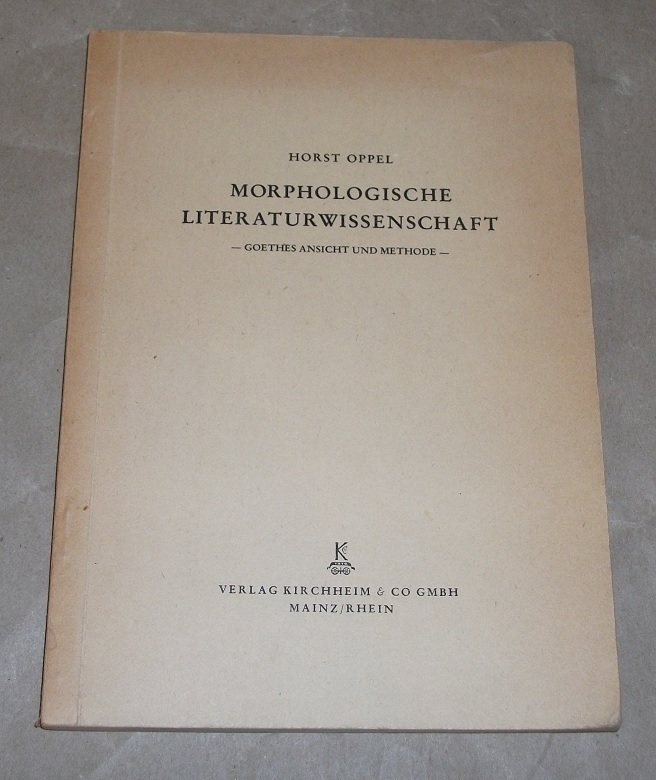 HORST OPPEL
MORPHOLOGISCHE
LITERATURWISSENSCHAFT
— GOETHES ANSICHT UND METHODE —
K
VERLAG KIRCHHEIM & CO GMBH
MAINZ/RHEIN